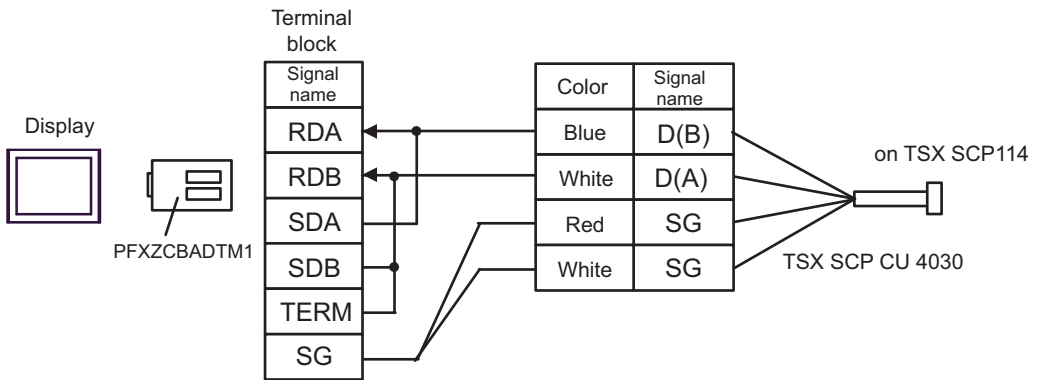 Terminal
block
Signal
name
RDA
RDB
SDA
SDB
TERM
SG
Display
PFXZCBADTM1
Color
Signal
name
Blue
D(B)
White
D(A)
Red
SG
White
SG
on TSX SCP114
TSX SCP CU 4030